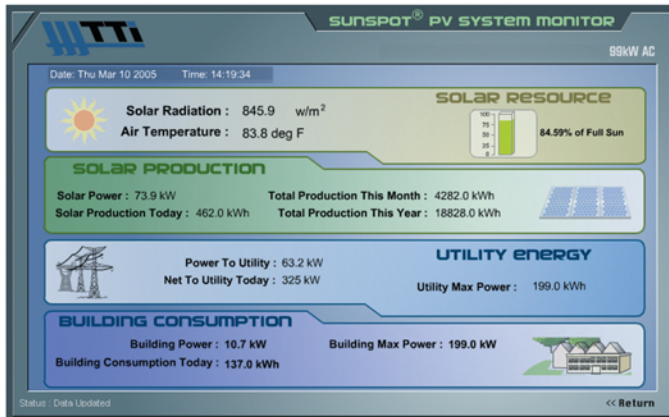 TTi
SUNSPOT® PV SYSTEM MONITOR
99kW AC
Date: Thu Mar 10 2005 Time: 14:19:34
SOLAR RESOURCE
Solar Radiation : 845.9 w/m²
Air Temperature : 83.8 deg F
100
75
50
25
0
84.59% of Full Sun
SOLAR PRODUCTION
Solar Power : 73.9 kW Total Production This Month : 4282.0 kWh
Solar Production Today : 462.0 kWh Total Production This Year : 18828.0 kWh
UTILITY ENERGY
Power To Utility : 63.2 kW
Net To Utility Today : 325 kW
Utility Max Power : 199.0 kWh
BUILDING CONSUMPTION
Building Power : 10.7 kW Building Max Power : 199.0 kW
Building Consumption Today : 137.0 kWh
Status : Data Updated << Return